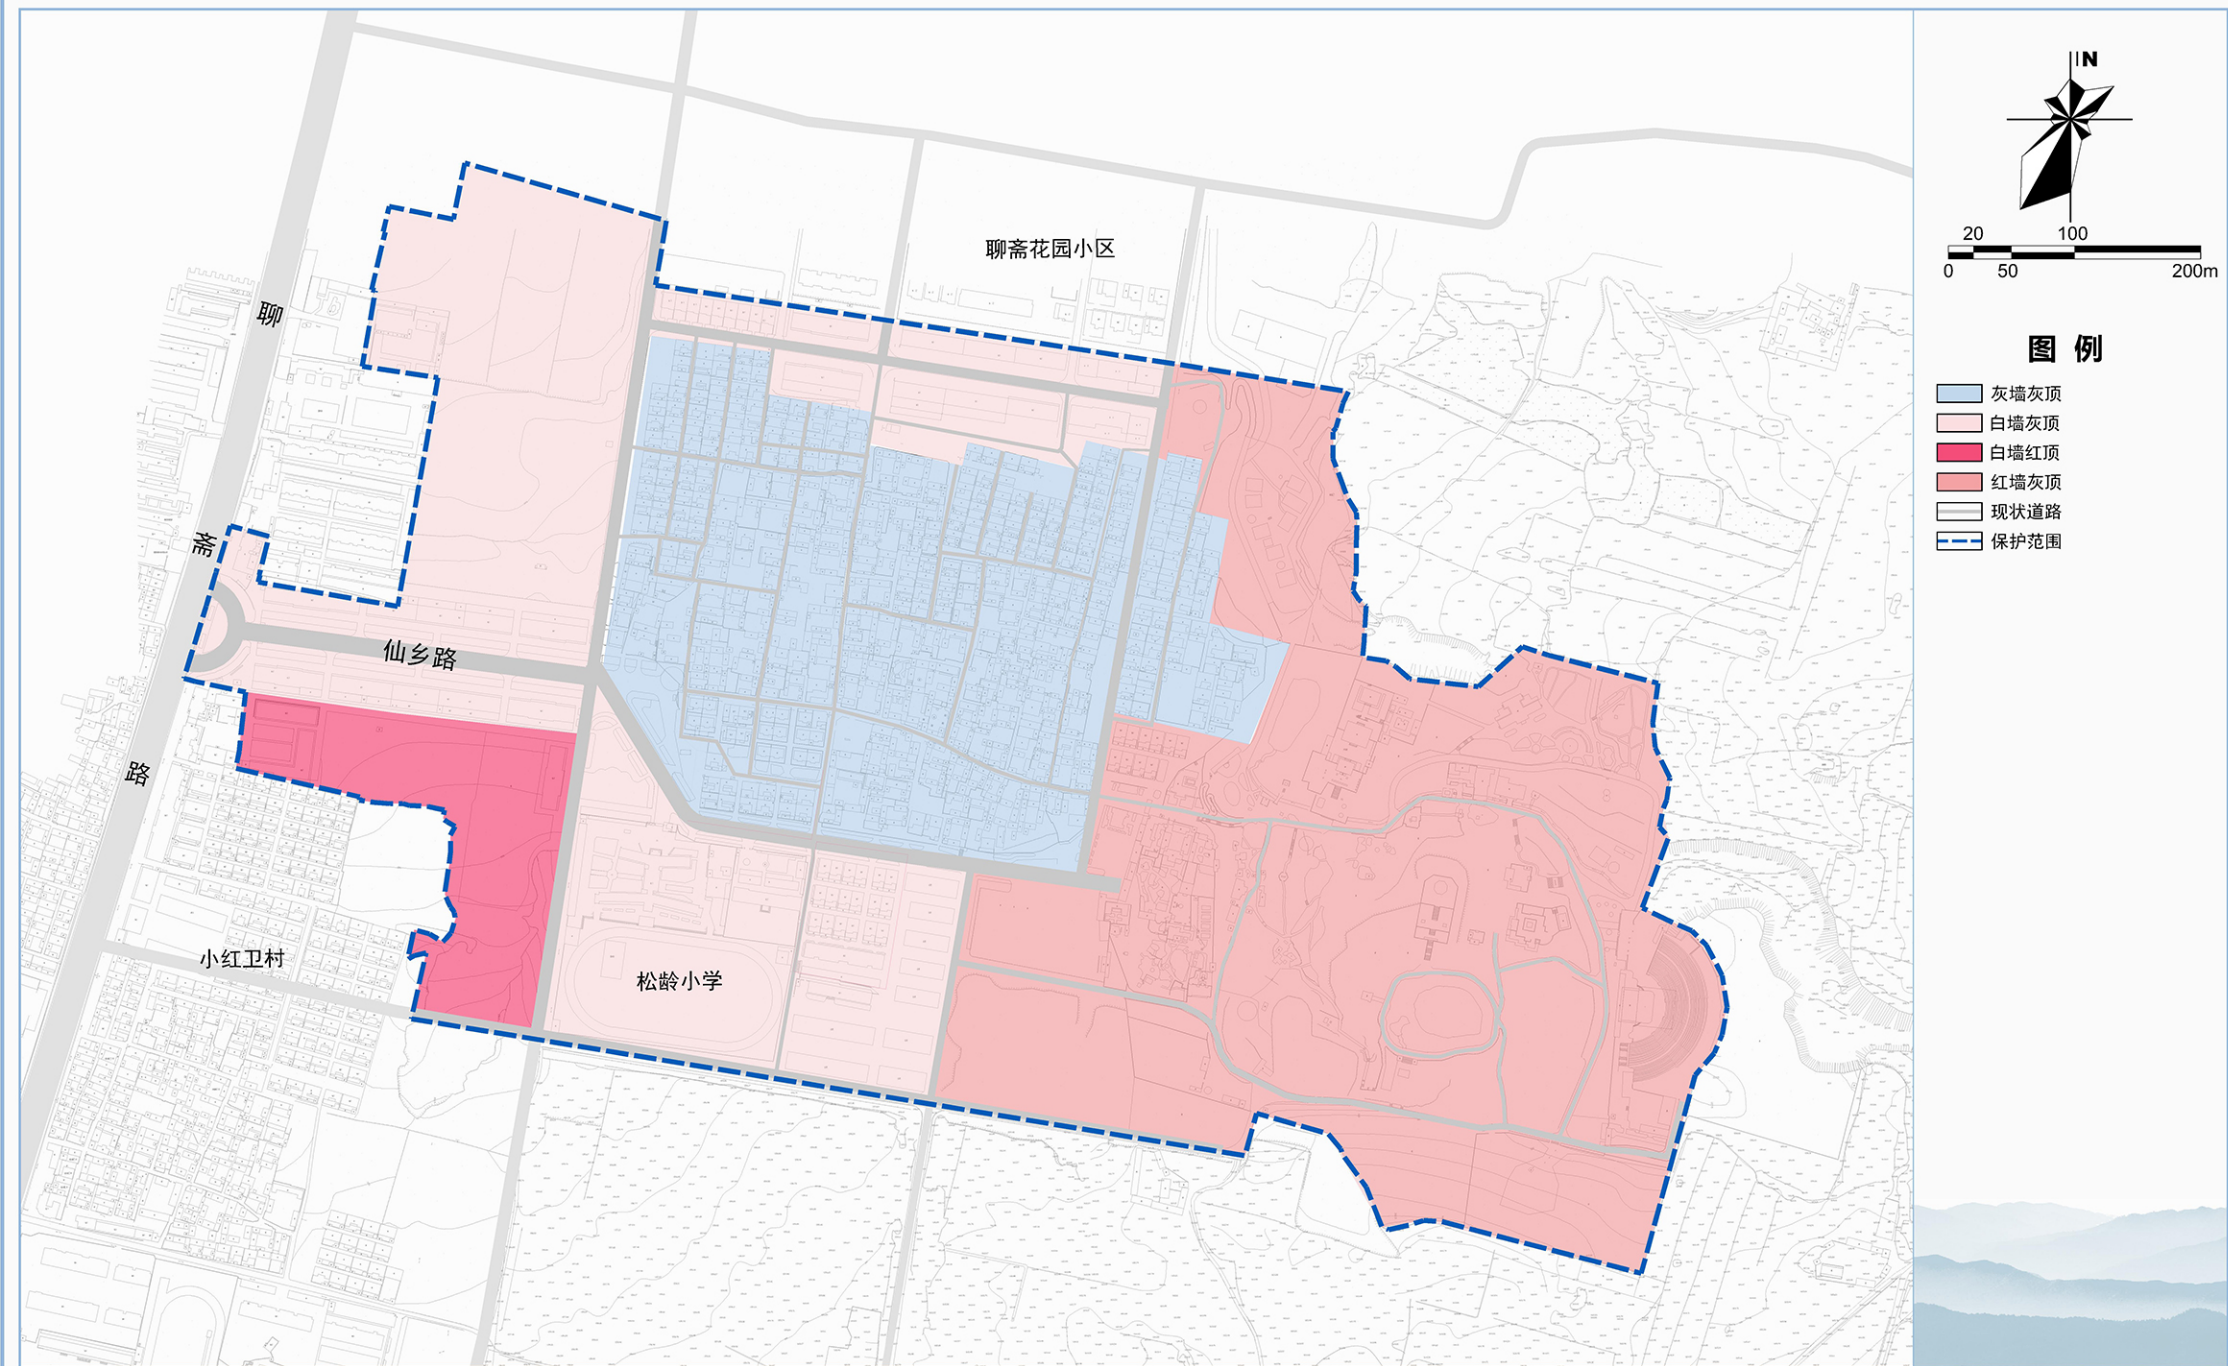 N
20 100
0 50 200m
图 例
灰墙灰顶
白墙灰顶
白墙红顶
红墙灰顶
现状道路
保护范围
聊斋花园小区
聊
斋
路
仙乡路
小红卫村
松龄小学